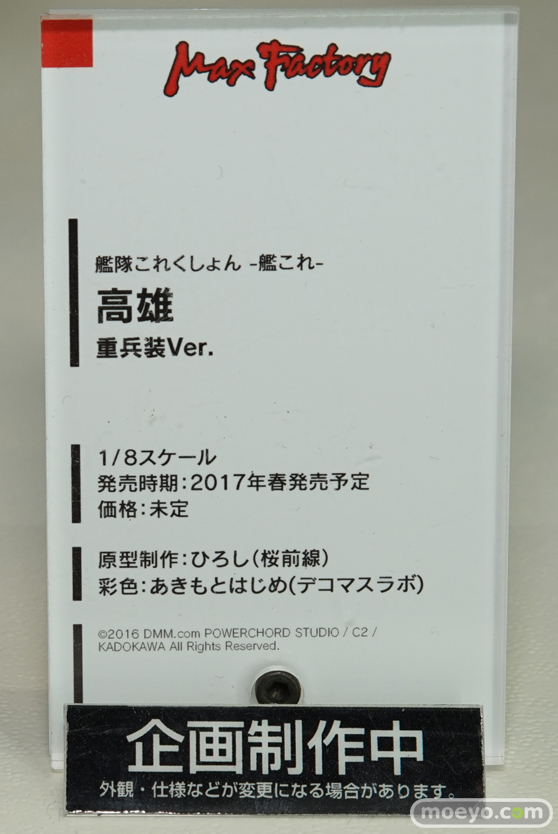 Max Factory
艦隊これくしょん -艦これ-
高雄
重兵装Ver.
1/8スケール
発売時期：2017年春発売予定
価格：未定
原型制作：ひろし(桜前線)
彩色：あきもとはじめ(デコマスラボ)
©2016 DMM.com POWERCHORD STUDIO / C2 /
KADOKAWA All Rights Reserved.
企画制作中
外観・仕様などが変更になる場合があります。
moeyo.com